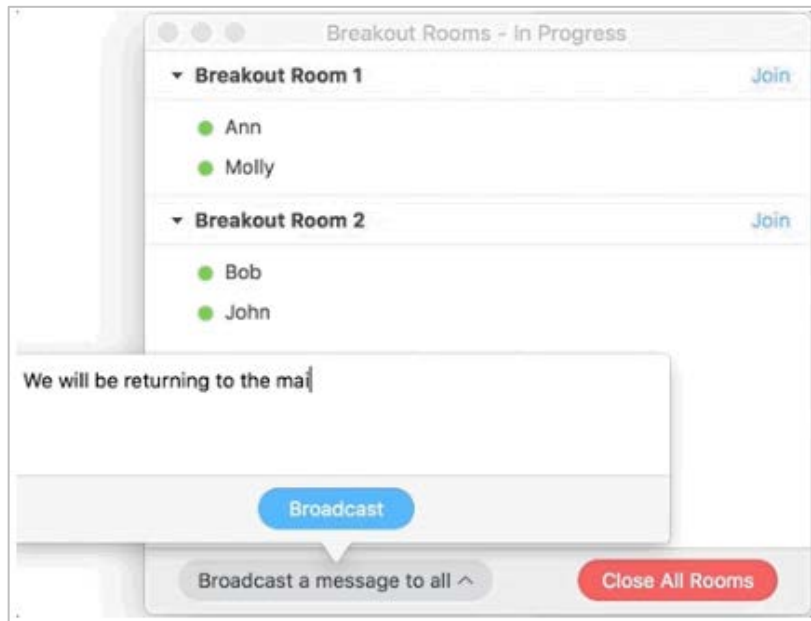 Breakout Rooms - In Progress
Breakout Room 1 Join
Ann
Molly
Breakout Room 2 Join
Bob
John
We will be returning to the mai
Broadcast
Broadcast a message to all
Close All Rooms